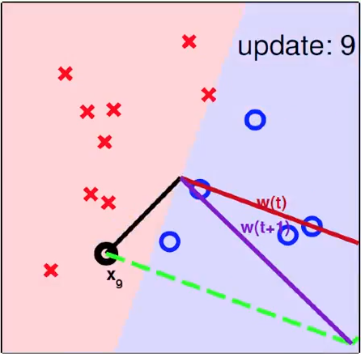 update: 9
w(t)
w(t+1)
x9